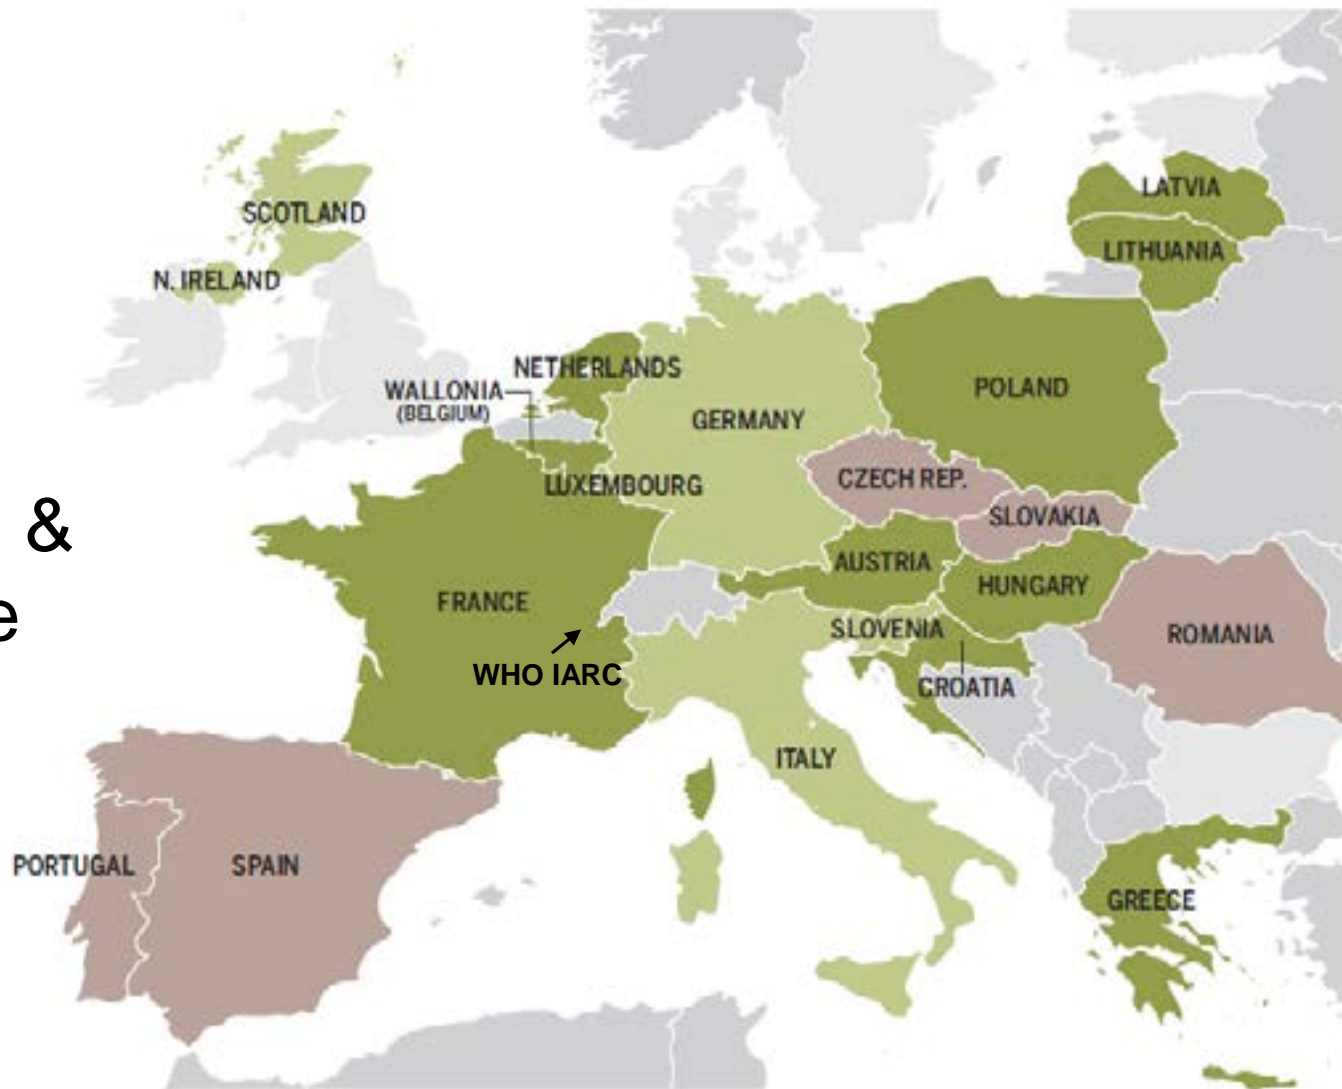 LATVIA
SCOTLAND
LITHUANIA
N. IRELAND
NETHERLANDS
WALLONIA
(BELGIUM)
POLAND
GERMANY
CZECH REP.
LUXEMBOURG
SLOVAKIA
&
AUSTRIA
HUNGARY
FRANCE
e
SLOVENIA
ROMANIA
WHO IARC
CROATIA
ITALY
PORTUGAL
SPAIN
GREECE